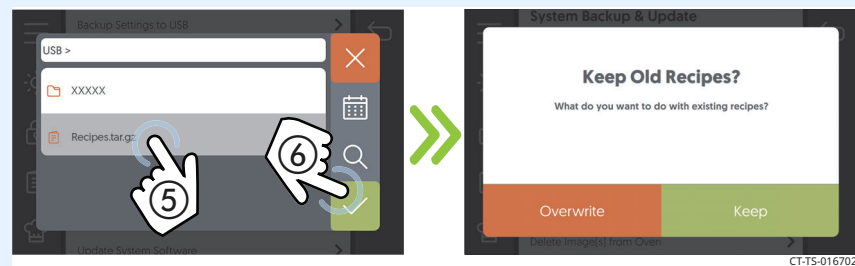 Backup Settings to USB
USB >
XXXXX
Recipes.tar.gz
5
6
Update System Software
System Backup & Update
Keep Old Recipes?
What do you want to do with existing recipes?
Overwrite
Keep
Delete Image(s) from Oven
CT-TS-016702